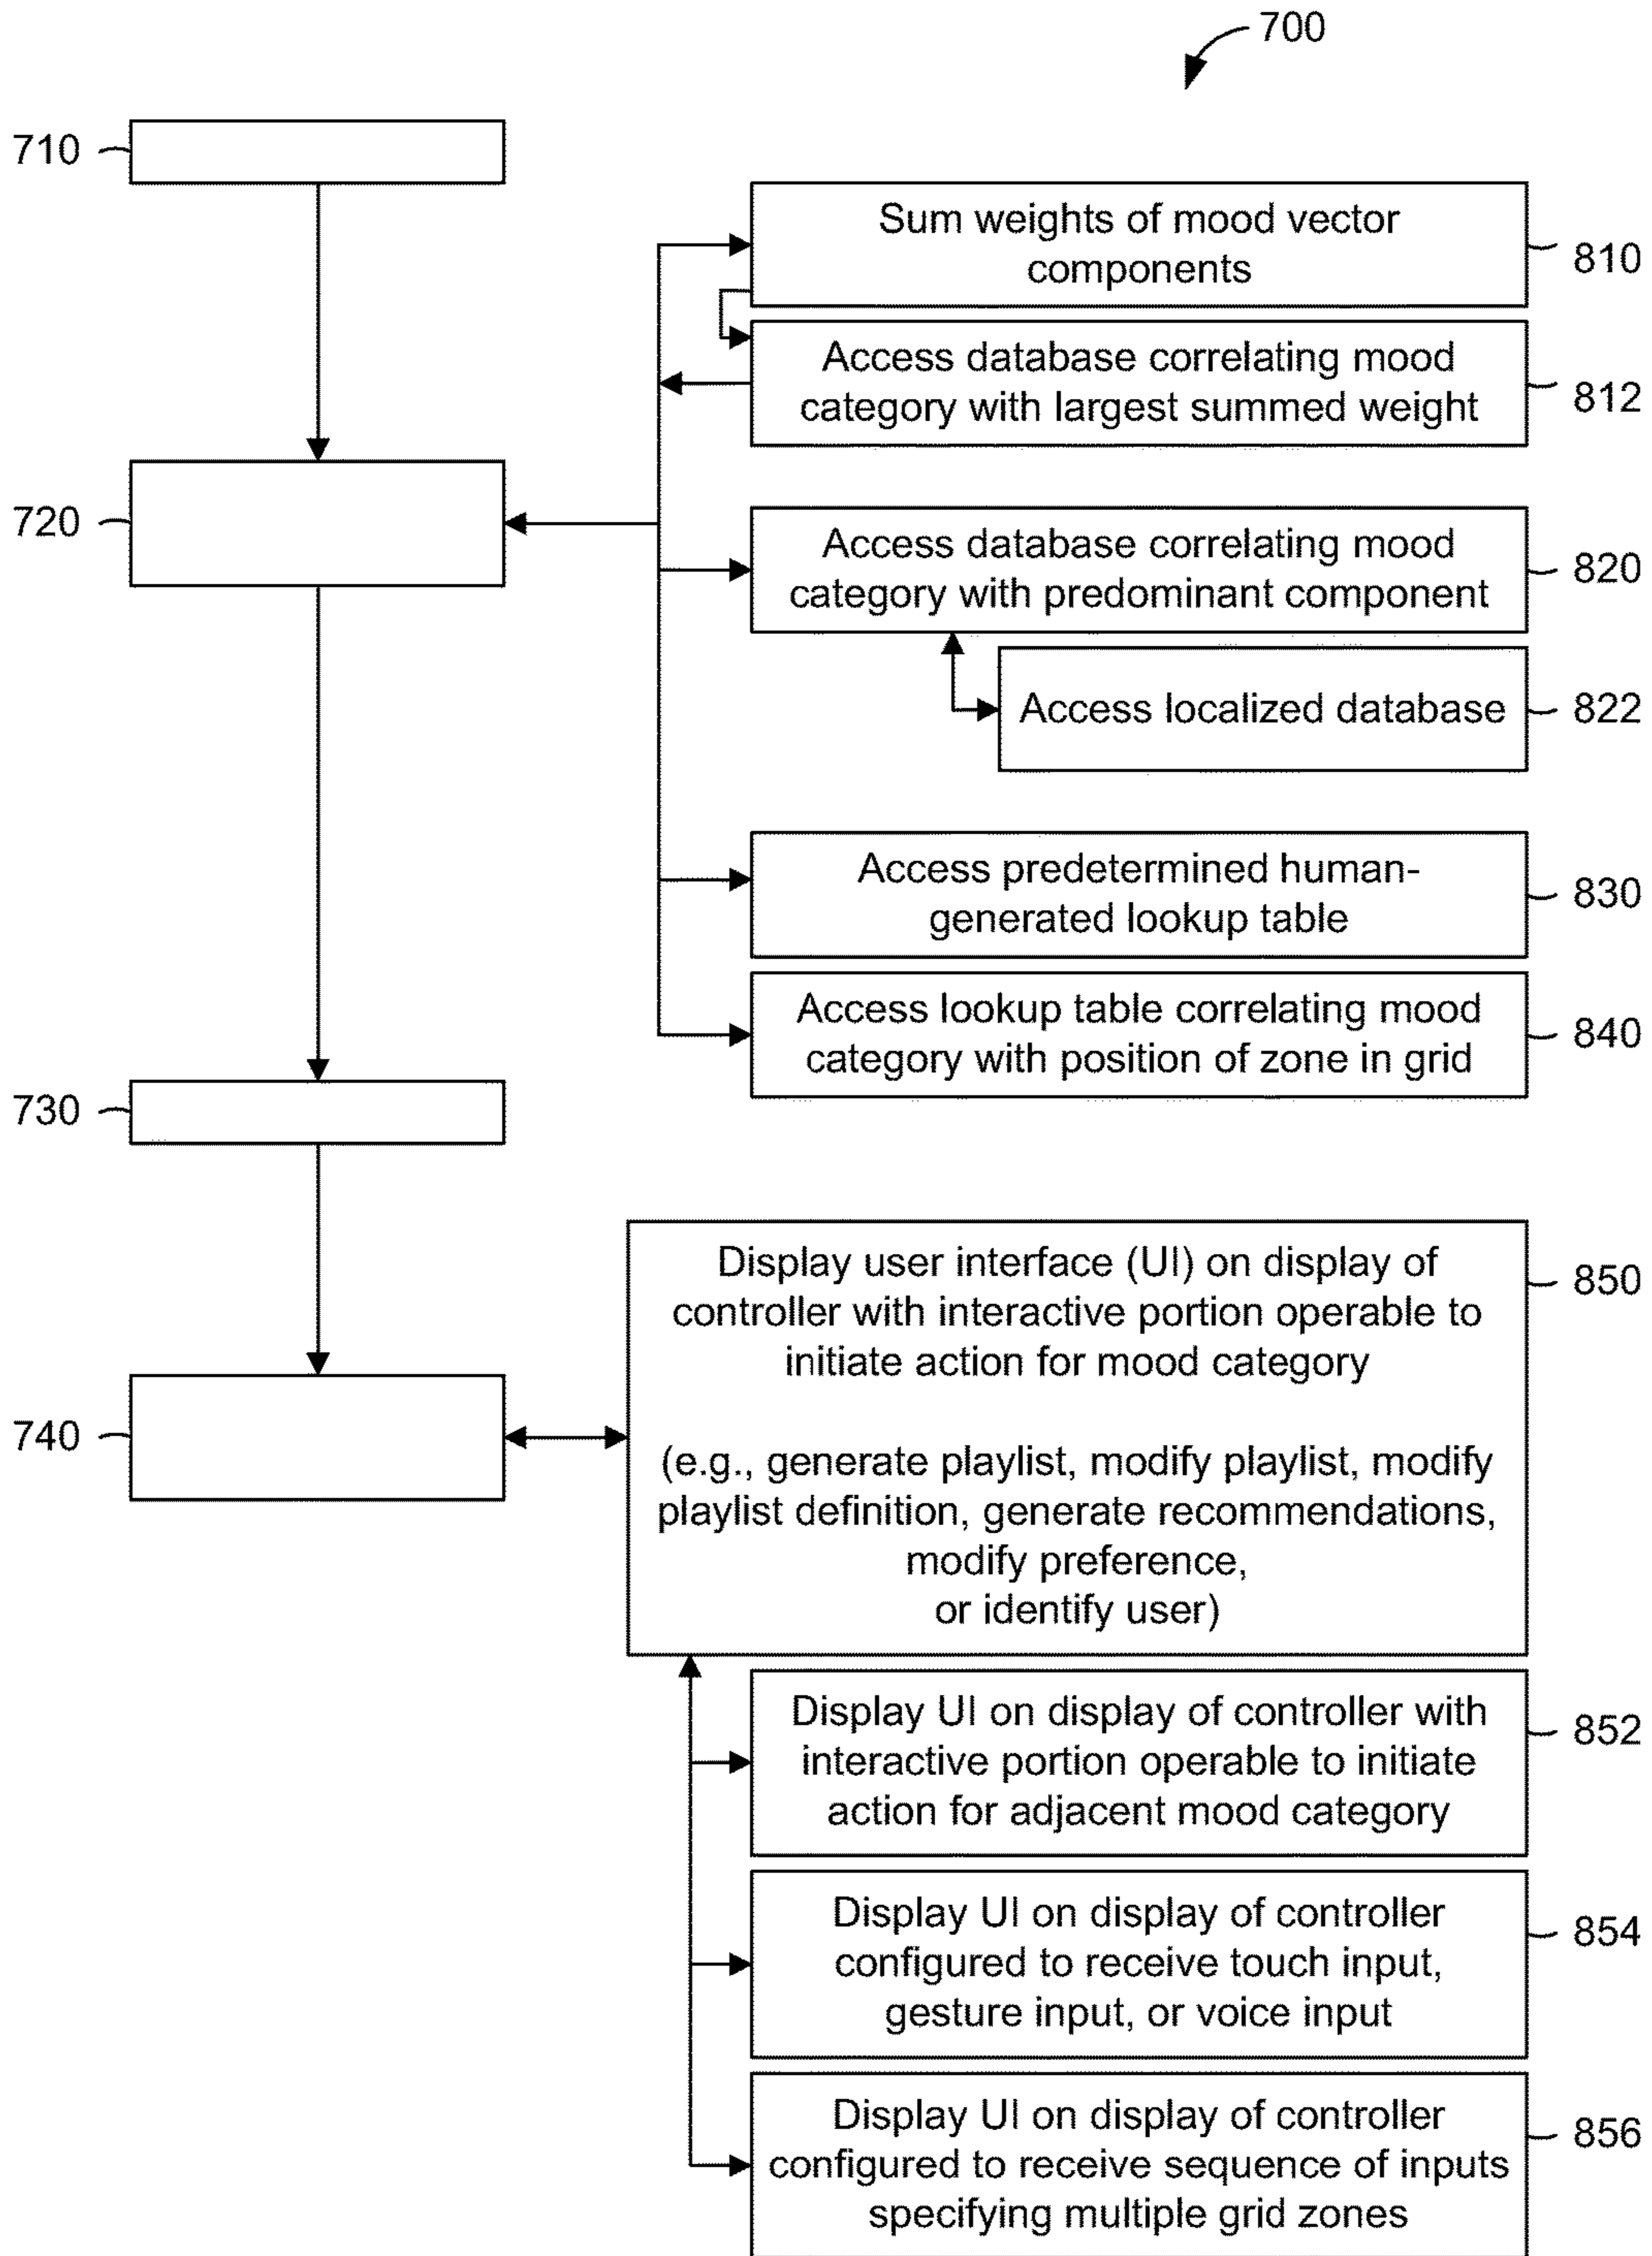 700
710
Sum weights of mood vector
components
810
Access database correlating mood
category with largest summed weight
812
720
Access database correlating mood
category with predominant component
820
Access localized database
822
Access predetermined human-
generated lookup table
830
Access lookup table correlating mood
category with position of zone in grid
840
730
Display user interface (UI) on display of
controller with interactive portion operable to
initiate action for mood category
(e.g., generate playlist, modify playlist, modify
playlist definition, generate recommendations,
modify preference,
or identify user)
850
740
Display UI on display of controller with
interactive portion operable to initiate
action for adjacent mood category
852
Display UI on display of controller
configured to receive touch input,
gesture input, or voice input
854
Display UI on display of controller
configured to receive sequence of inputs
specifying multiple grid zones
856